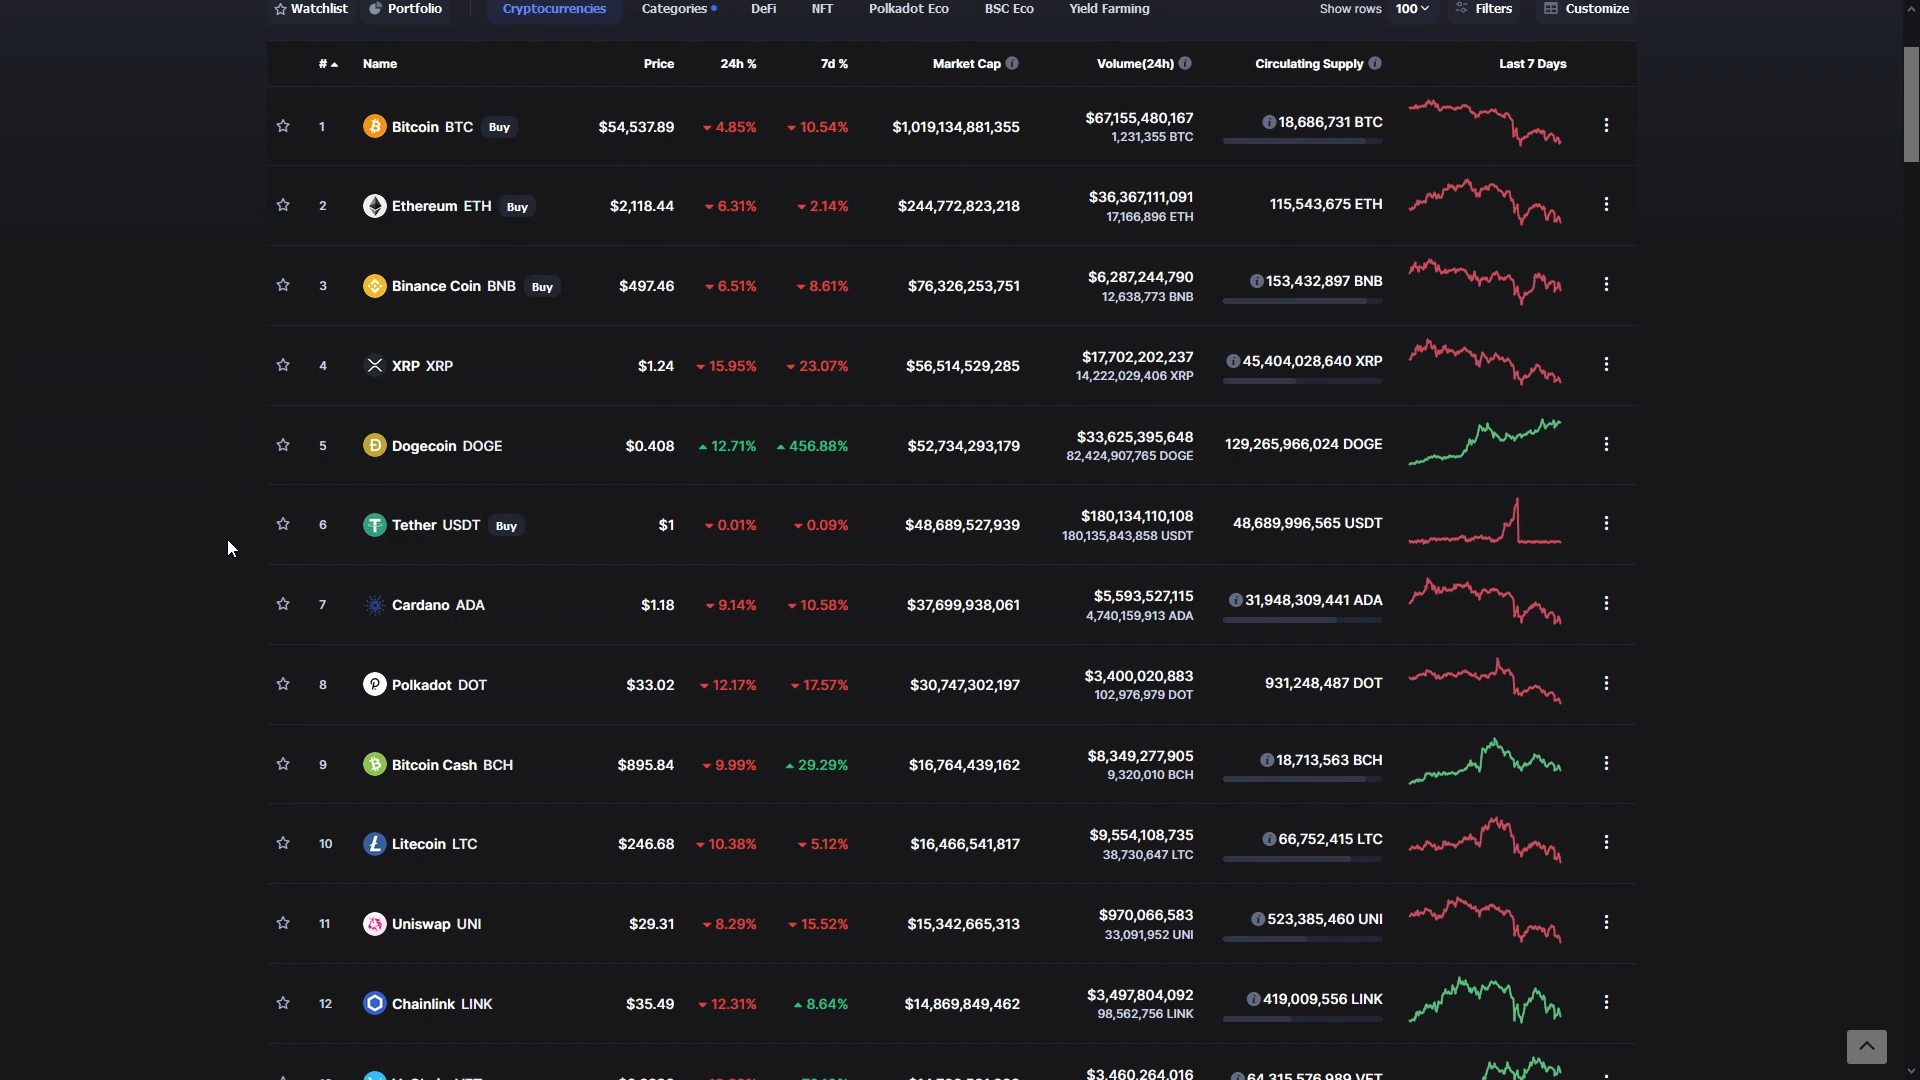 Watchlist Portfolio Cryptocurrencies Categories DeFi NFT Polkadot Eco BSC Eco Yield Farming Show rows 100 Filters Customize
# Name Price 24h % 7d % Market Cap Volume(24h) Circulating Supply Last 7 Days
1 Bitcoin BTC Buy $54,537.89 4.85% 10.54% $1,019,134,881,355 $67,155,480,167 18,686,731 BTC
1,231,355 BTC
2 Ethereum ETH Buy $2,118.44 6.31% 2.14% $244,772,823,218 $36,367,111,091 115,543,675 ETH
17,166,896 ETH
3 Binance Coin BNB Buy $497.46 6.51% 8.61% $76,326,253,751 $6,287,244,790 153,432,897 BNB
12,638,773 BNB
4 XRP XRP $1.24 15.95% 23.07% $56,514,529,285 $17,702,202,237 45,404,028,640 XRP
14,222,029,406 XRP
5 Dogecoin DOGE $0.408 12.71% 456.88% $52,734,293,179 $33,625,395,648 129,265,966,024 DOGE
82,424,907,765 DOGE
6 Tether USDT Buy $1 0.01% 0.09% $48,689,527,939 $180,134,110,108 48,689,996,565 USDT
180,135,843,858 USDT
7 Cardano ADA $1.18 9.14% 10.58% $37,699,938,061 $5,593,527,115 31,948,309,441 ADA
4,740,159,913 ADA
8 Polkadot DOT $33.02 12.17% 17.57% $30,747,302,197 $3,400,020,883 931,248,487 DOT
102,976,979 DOT
9 Bitcoin Cash BCH $895.84 9.99% 29.29% $16,764,439,162 $8,349,277,905 18,713,563 BCH
9,320,010 BCH
10 Litecoin LTC $246.68 10.38% 5.12% $16,466,541,817 $9,554,108,735 66,752,415 LTC
38,730,647 LTC
11 Uniswap UNI $29.31 8.29% 15.52% $15,342,665,313 $970,066,583 523,385,460 UNI
33,091,952 UNI
12 Chainlink LINK $35.49 12.31% 8.64% $14,869,849,462 $3,497,804,092 419,009,556 LINK
98,562,756 LINK
$3,460,264,016